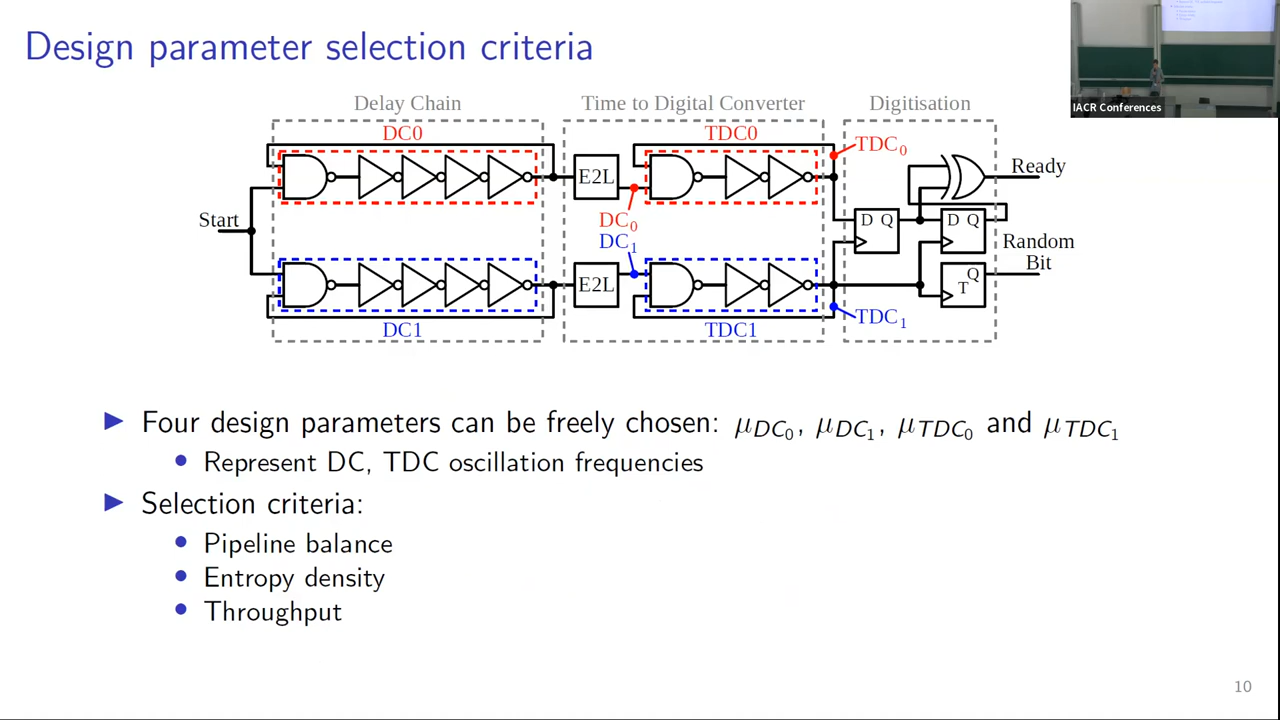 Design parameter selection criteria
IACR Conferences
Delay Chain
Time to Digital Converter
Digitisation
DC0
TDC0
TDC₀
Ready
E2L
D Q
D Q
Start
DC₀
DC₁
Random
Bit
E2L
Q
T
DC1
TDC1
TDC₁
Four design parameters can be freely chosen: μDC₀, μDC₁, μTDC₀ and μTDC₁
Represent DC, TDC oscillation frequencies
Selection criteria:
Pipeline balance
Entropy density
Throughput
10